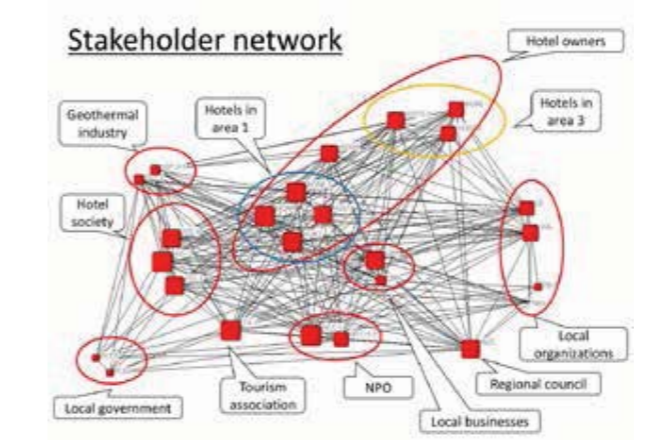 Stakeholder network
Hotel owners
Geothermal
industry
Hotels in
area 1
Hotels in
area 3
Hotel
society
Local
organizations
Regional council
NPO
Tourism
association
Local government
Local businesses